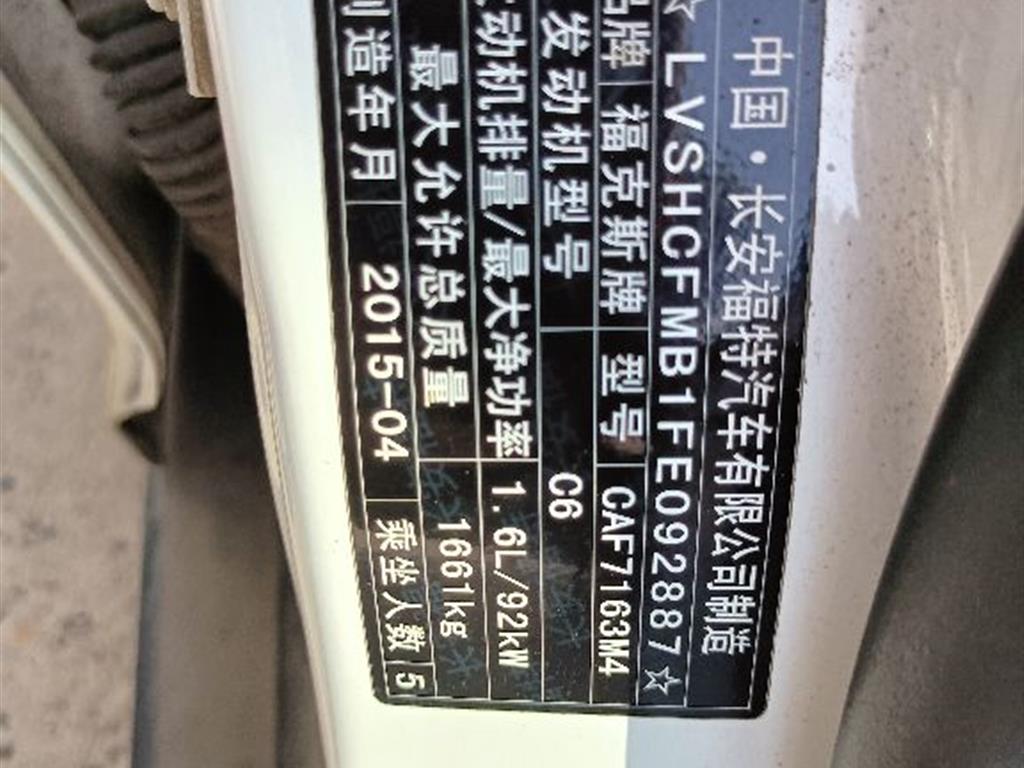 中国·长安福特汽车有限公司制造
☆LVSHCFMB1FE092887☆
品牌 福克斯牌 型号 CAF7163M4
发动机型号 C6
发动机排量/最大净功率 1.6L/92kW
最大允许总质量 1661kg
制造年月 2015-04 乘坐人数 5